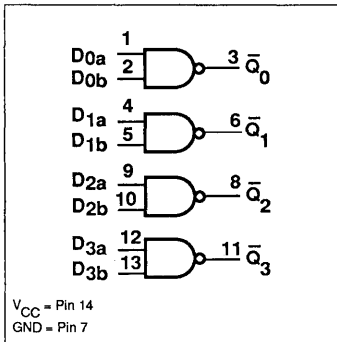 1
D0a 3 Q̅0
D0b 2
4
D1a 6 Q̅1
D1b 5
9
D2a 8 Q̅2
D2b 10
12
D3a 11 Q̅3
D3b 13
VCC = Pin 14
GND = Pin 7